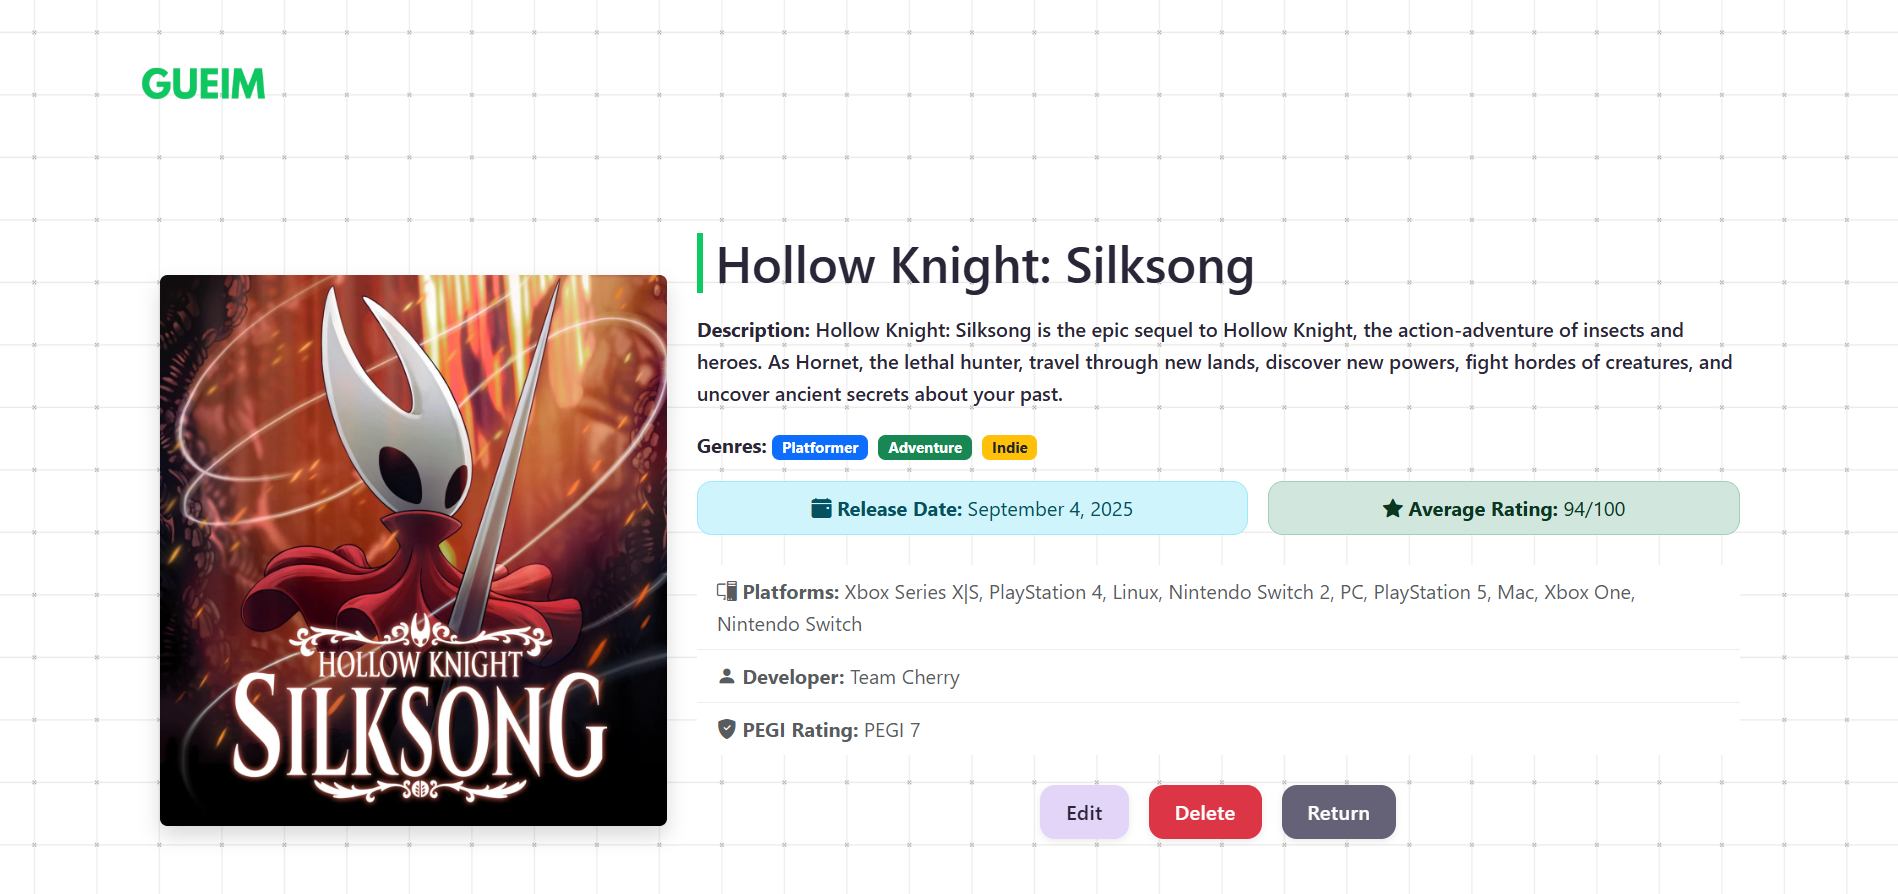 GUEIM
Hollow Knight: Silksong
Description: Hollow Knight: Silksong is the epic sequel to Hollow Knight, the action-adventure of insects and
heroes. As Hornet, the lethal hunter, travel through new lands, discover new powers, fight hordes of creatures, and
uncover ancient secrets about your past.
Genres: Platformer Adventure Indie
Release Date: September 4, 2025
Average Rating: 94/100
Platforms: Xbox Series X|S, PlayStation 4, Linux, Nintendo Switch 2, PC, PlayStation 5, Mac, Xbox One,
Nintendo Switch
Developer: Team Cherry
PEGI Rating: PEGI 7
Edit
Delete
Return
HOLLOW KNIGHT
SILKSONG